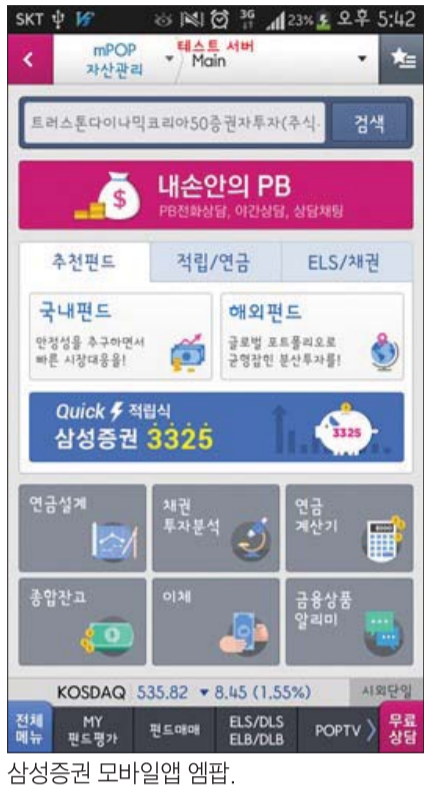 SKT 3G 23% 오후 5:42
mPOP
자산관리
테스트 서버
Main
트러스톤다이나믹코리아50증권자투자(주식- 검색
$
내손안의 PB
PB전화상담, 야간상담, 상담채팅
추천펀드 적립/연금 ELS/채권
국내펀드
안정성을 추구하면서
빠른 시장대응을!
해외펀드
글로벌 포트폴리오로
균형잡힌 분산투자를!
Quick 적립식
삼성증권 3325
3325
연금설계
채권
투자분석
연금
계산기
종합잔고
이체
금융상품
알리미
KOSDAQ 535.82 ▼ 8.45 (1.55%) 시외단일
전체
메뉴
MY
펀드평가
펀드매매
ELS/DLS
ELB/DLB
POPTV
무료
상담
삼성증권 모바일앱 엠팝.